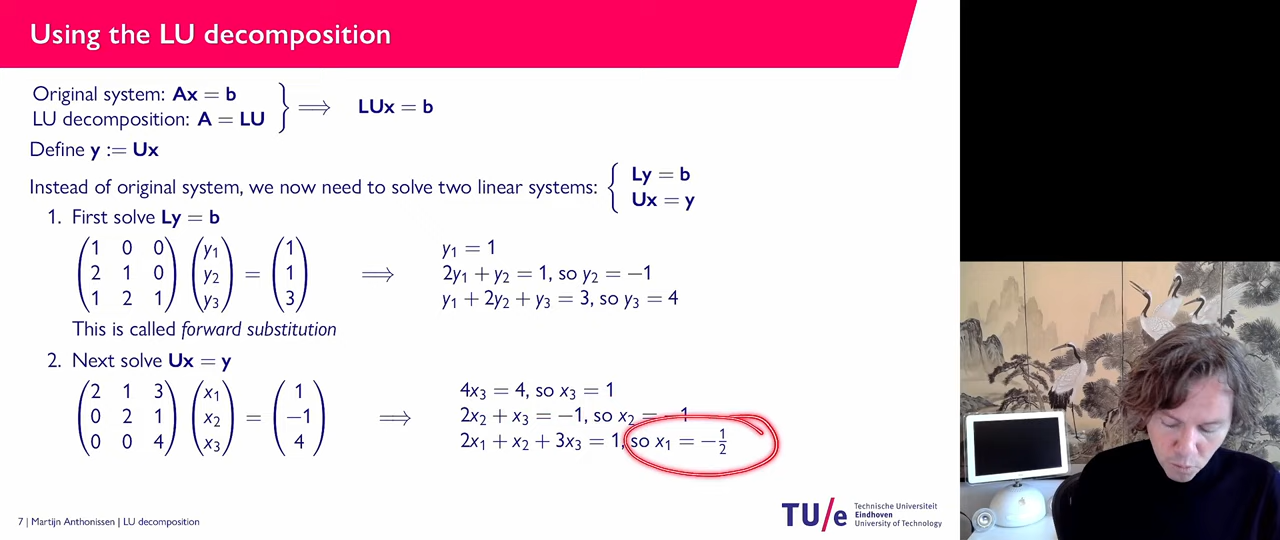 Using the LU decomposition
Original system: Ax = b
LU decomposition: A = LU
⟹ LUx = b
Define y := Ux
Instead of original system, we now need to solve two linear systems: { Ly = b
Ux = y
1. First solve Ly = b
(1 0 0) (y₁) (1)
(2 1 0) (y₂) = (1)
(1 2 1) (y₃) (3)
⟹
y₁ = 1
2y₁ + y₂ = 1, so y₂ = −1
y₁ + 2y₂ + y₃ = 3, so y₃ = 4
This is called forward substitution
2. Next solve Ux = y
(2 1 3) (x₁) (1)
(0 2 1) (x₂) = (−1)
(0 0 4) (x₃) (4)
⟹
4x₃ = 4, so x₃ = 1
2x₂ + x₃ = −1, so x₂ = −1
2x₁ + x₂ + 3x₃ = 1, so x₁ = −1/2
7 | Martijn Anthonissen | LU decomposition
TU/e
Technische Universiteit
Eindhoven
University of Technology